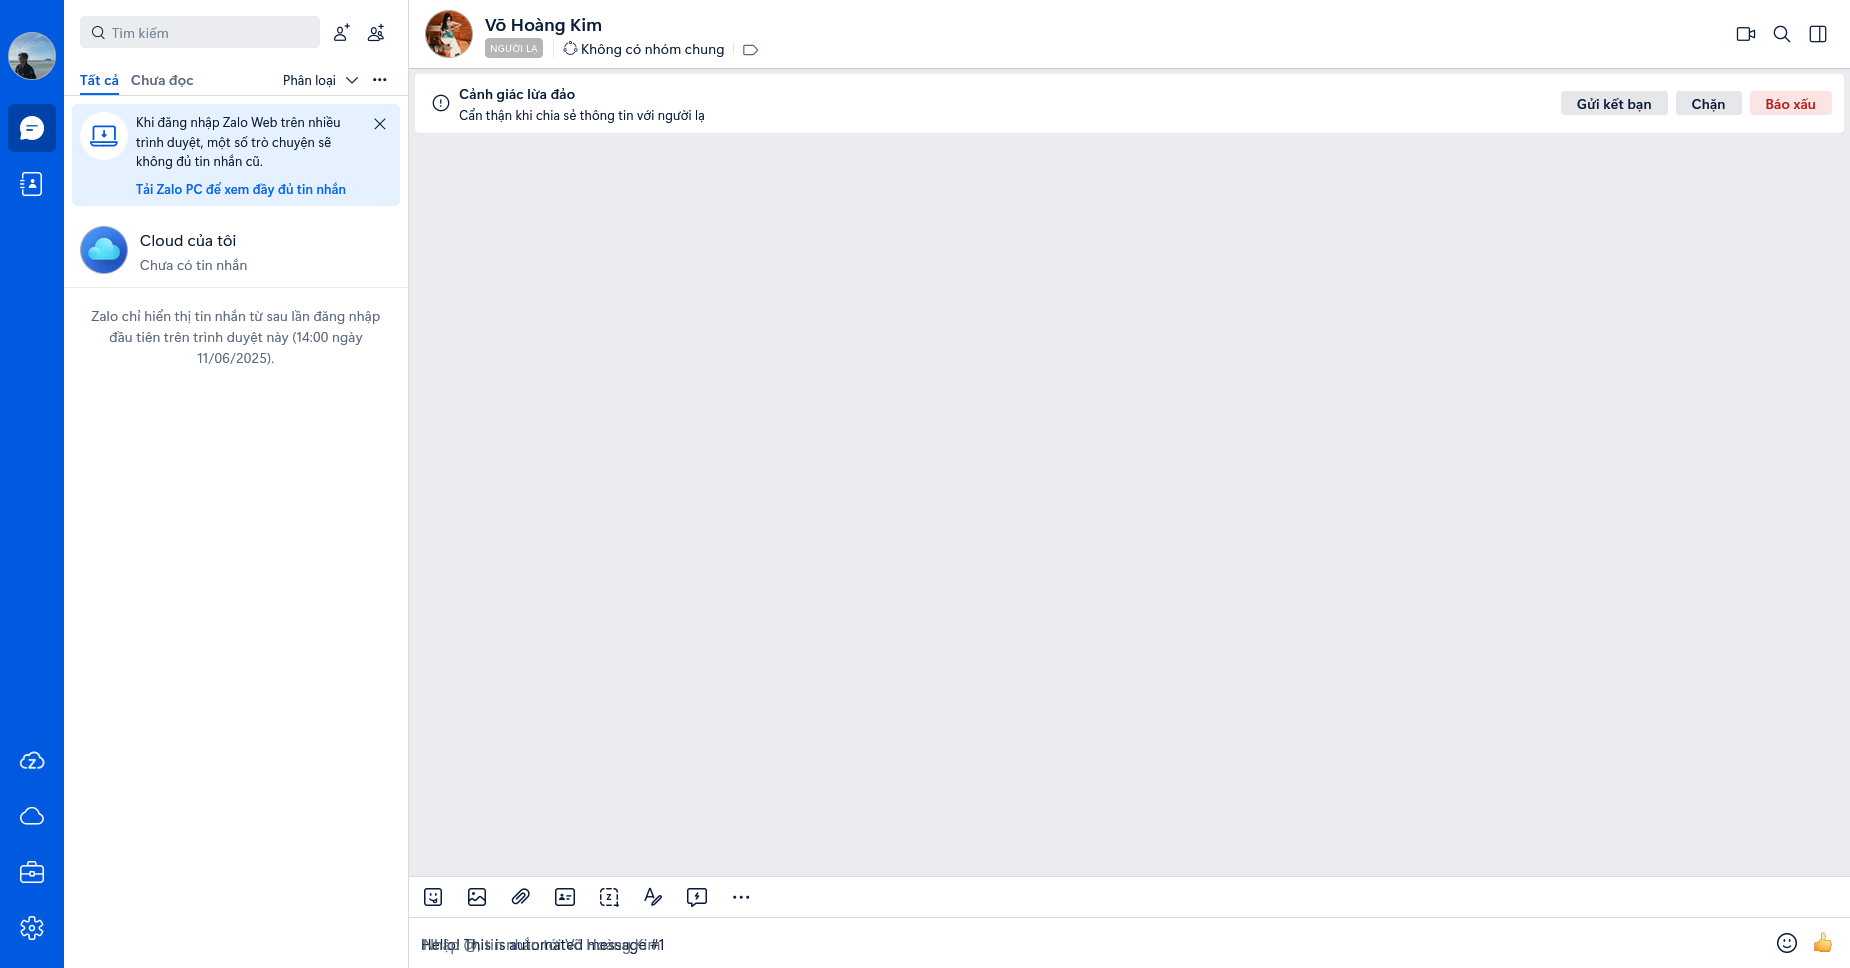 Tìm kiếm
Tất cả
Chưa đọc
Phân loại
Khi đăng nhập Zalo Web trên nhiều
trình duyệt, một số trò chuyện sẽ
không đủ tin nhắn cũ.
Tải Zalo PC để xem đầy đủ tin nhắn
Cloud của tôi
Chưa có tin nhắn
Zalo chỉ hiển thị tin nhắn từ sau lần đăng nhập
đầu tiên trên trình duyệt này (14:00 ngày
11/06/2025).
Võ Hoàng Kim
NGƯỜI LẠ
Không có nhóm chung
Cảnh giác lừa đảo
Cẩn thận khi chia sẻ thông tin với người lạ
Gửi kết bạn
Chặn
Báo xấu
Hello! This is automated message #1